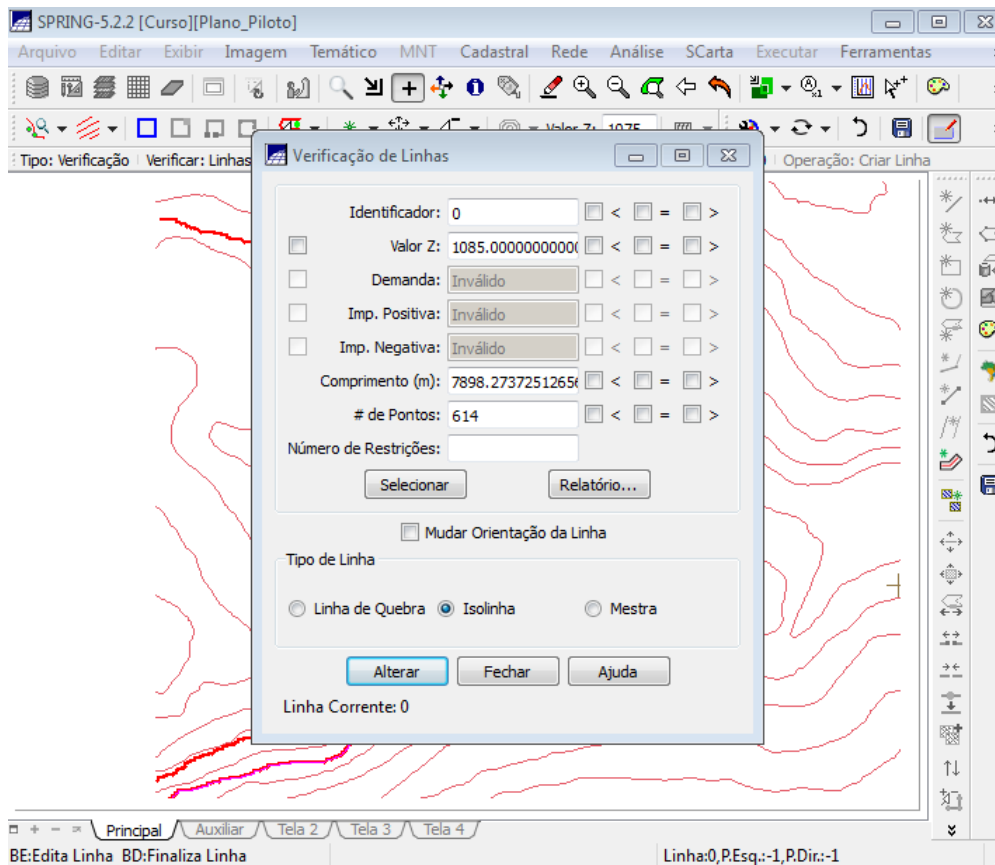 SPRING-5.2.2 [Curso][Plano_Piloto]
Arquivo Editar Exibir Imagem Temático MNT Cadastral Rede Análise SCarta Executar Ferramentas
Tipo: Verificação Verificar: Linhas
Operação: Criar Linha
Verificação de Linhas
Identificador: 0 < = >
Valor Z: 1085.0000000000 < = >
Demanda: Inválido < = >
Imp. Positiva: Inválido < = >
Imp. Negativa: Inválido < = >
Comprimento (m): 7898.2737251265 < = >
# de Pontos: 614 < = >
Número de Restrições:
Selecionar Relatório...
Mudar Orientação da Linha
Tipo de Linha
Linha de Quebra Isolinha Mestra
Alterar Fechar Ajuda
Linha Corrente: 0
Principal Auxiliar Tela 2 Tela 3 Tela 4
BE:Edita Linha BD:Finaliza Linha Linha:0,P.Esq.:-1,P.Dir.:-1